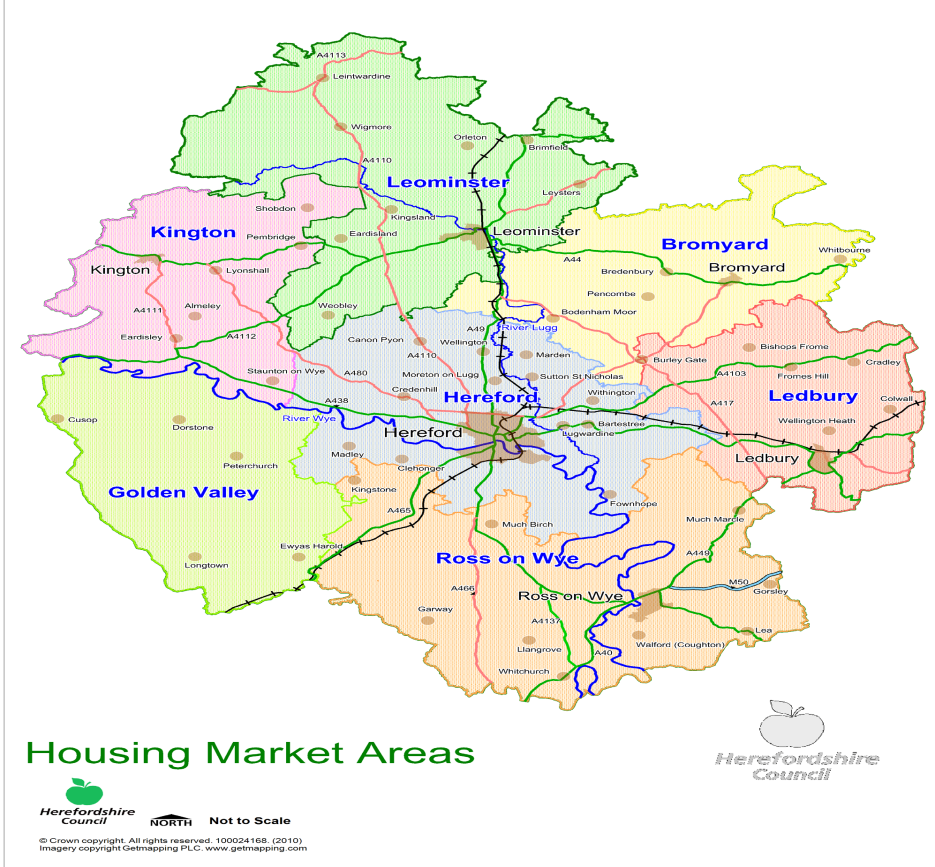 A4113
Leintwardine
Wigmore
Orleton
Brimfield
A4110
Leominster
Leysters
Shobdon
Kingsland
Kington
Pembridge
Eardisland
Leominster
Bromyard
Whitbourne
Kington
Lyonshall
A44
Bredenbury
Bromyard
Pencombe
Almeley
A4111
Weobley
Bodenham Moor
A49
River Lugg
Eardisley
A4112
Canon Pyon
Wellington
A4110
Marden
Burley Gate
Bishops Frome
Cradley
Staunton on Wye
A480
Moreton on Lugg
Sutton St Nicholas
A4103
Fromes Hill
Credenhill
Hereford
Withington
Ledbury
Colwall
A438
A417
Cusop
Dorstone
River Wye
Hereford
Bartestree
Lugwardine
Wellington Heath
Madley
Ledbury
Peterchurch
Clehonger
Golden Valley
Kingstone
Fownhope
A465
Much Birch
Much Marcle
Ewyas Harold
Longtown
Ross on Wye
A449
M50
Gorsley
A466
Ross on Wye
Garway
A4137
Lea
Llangrove
A40
Walford (Coughton)
Whitchurch
Housing Market Areas
Herefordshire
Council
Herefordshire
Council
NORTH
Not to Scale
© Crown copyright. All rights reserved. 100024168. (2010)
Imagery copyright Getmapping PLC. www.getmapping.com